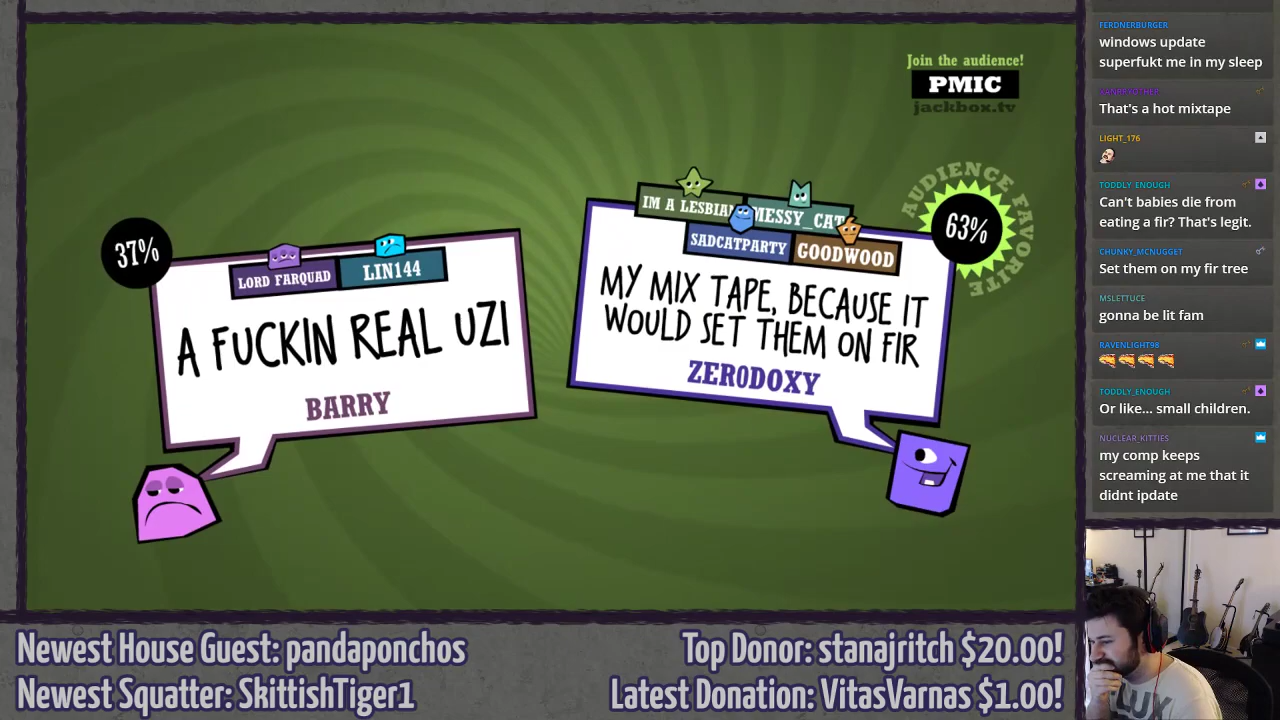 Join the audience!
PMIC
jackbox.tv
37%
LORD FARQUAD
LIN144
A FUCKIN REAL UZI
BARRY
AUDIENCE FAVORITE
63%
IM A LESBIAN
MESSY_CAT
SADCATPARTY
GOODWOOD
MY MIX TAPE, BECAUSE IT
WOULD SET THEM ON FIR
ZER0DOXY
FERDNERBURGER
windows update
superfukt me in my sleep
That's a hot mixtape
LIGHT_176
TODDLY_ENOUGH
Can't babies die from
eating a fir? That's legit.
CHUNKY_MCNUGGET
Set them on my fir tree
MSLETTUCE
gonna be lit fam
RAVENLIGHT98
TODDLY_ENOUGH
Or like... small children.
NUCLEAR_KITTIES
my comp keeps
screaming at me that it
didnt ipdate
LUX
Newest House Guest: pandaponchos
Newest Squatter: SkittishTiger1
Top Donor: stanajritch $20.00!
Latest Donation: VitasVarnas $1.00!